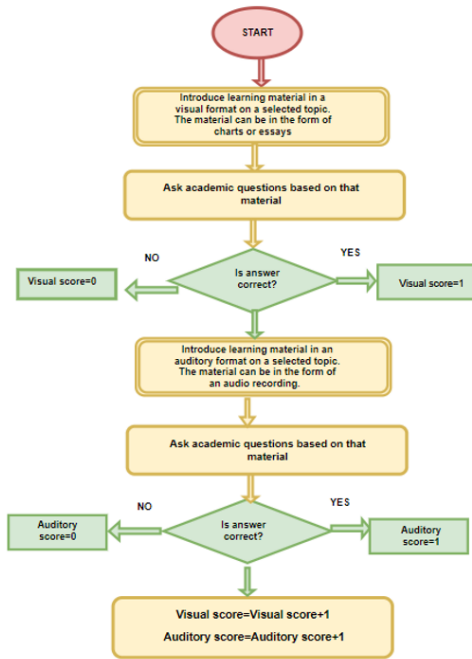 START
Introduce learning material in a
visual format on a selected topic.
The material can be in the form of
charts or essays
Ask academic questions based on that
material
NO
YES
Visual score=0
Is answer
correct?
Visual score=1
Introduce learning material in an
auditory format on a selected topic.
The material can be in the form of
an audio recording.
Ask academic questions based on that
material
NO
YES
Auditory
score=0
Is answer
correct?
Auditory
score=1
Visual score=Visual score+1
Auditory score=Auditory score+1